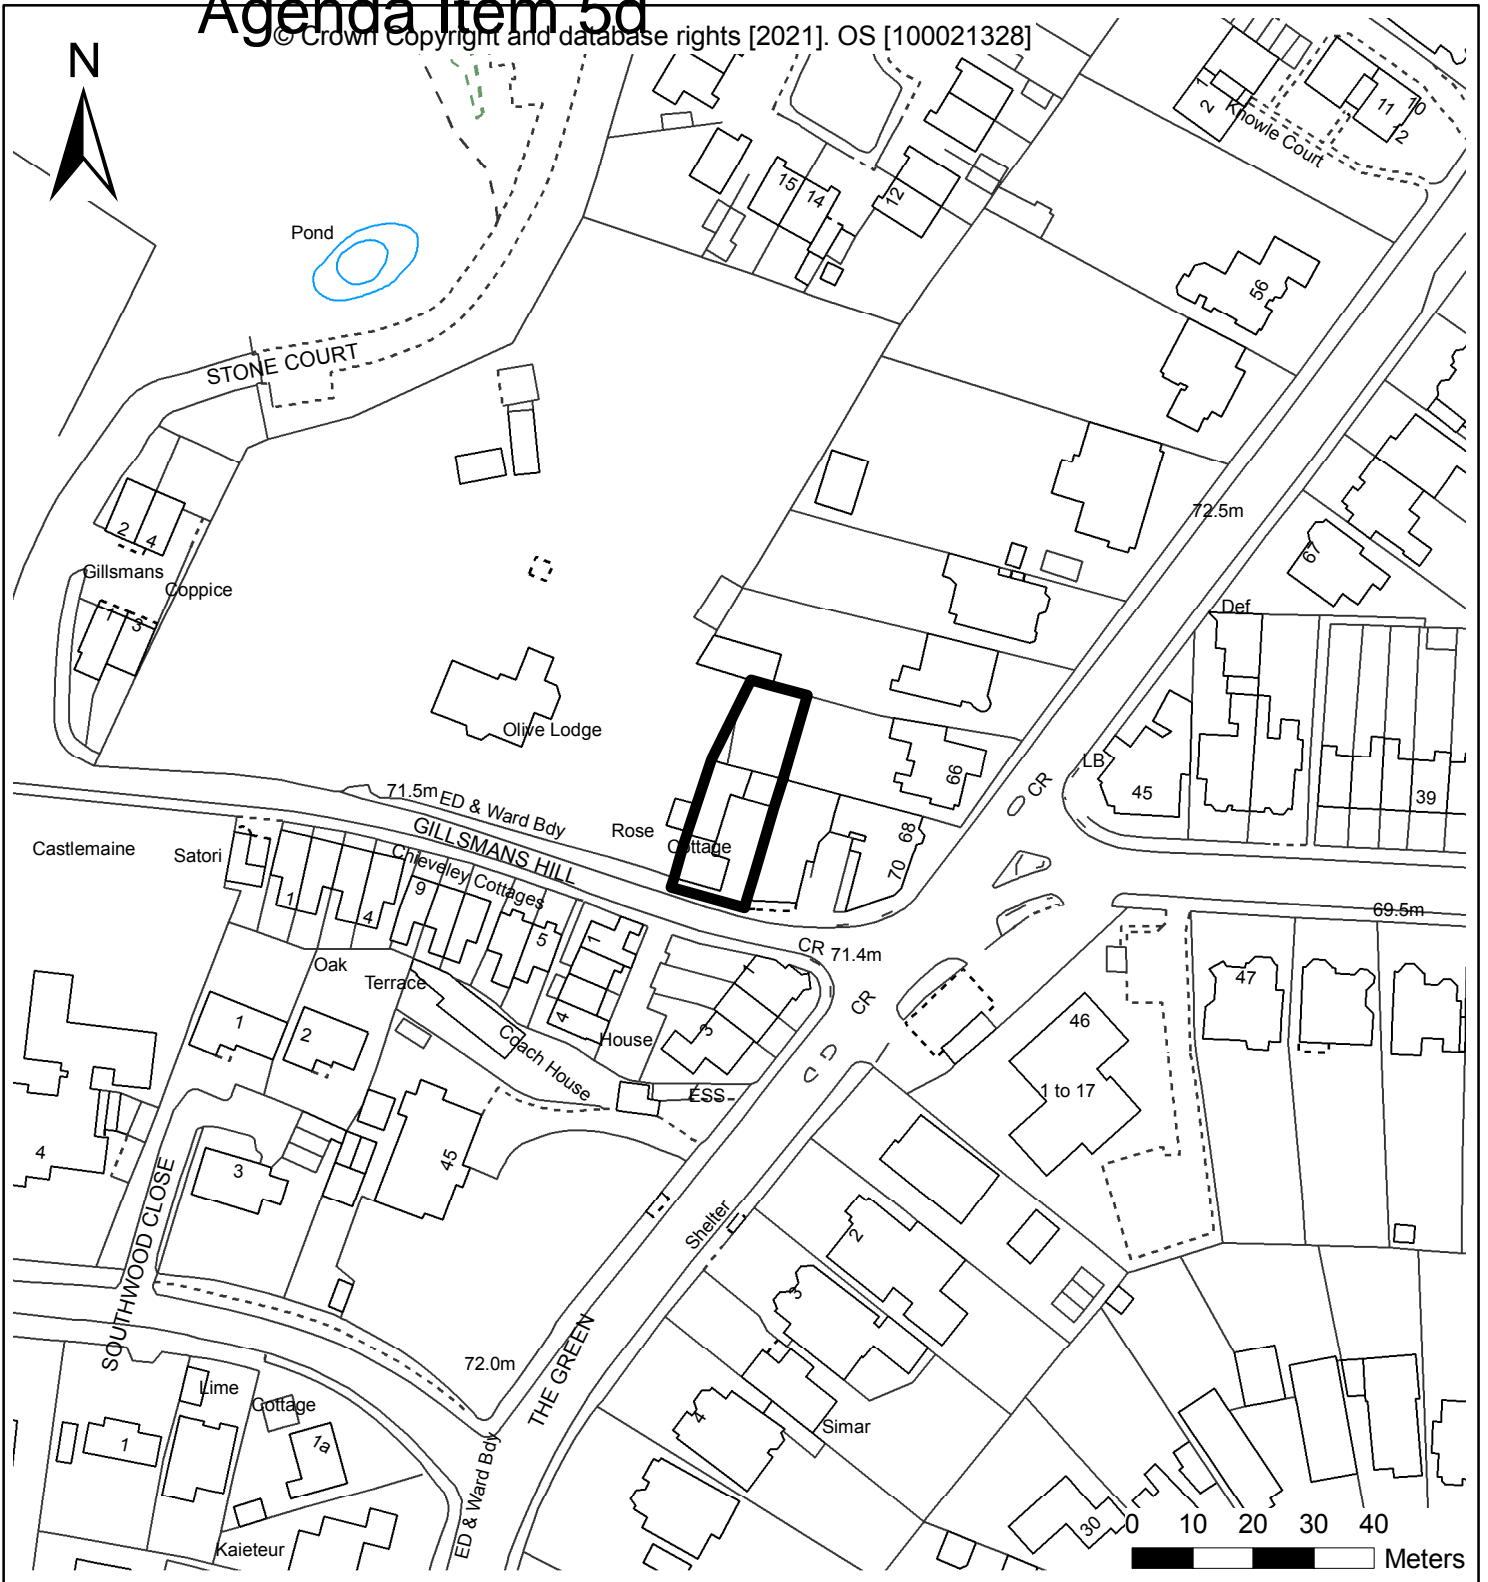 Agenda Item 5d
© Crown Copyright and database rights [2021]. OS [100021328]
N
1
2
Knowle Court
11
10
12
15
14
12
Pond
56
STONE COURT
72.5m
2
4
Gillsmans
Coppice
1
3
67
Def
Olive Lodge
66
LB
CR
45
39
71.5m
ED & Ward Bdy
GILLSMANS HILL
Rose
Cottage
68
70
Castlemaine
Satori
Chieveley Cottages
1
4
9
5
1
4
69.5m
CR
71.4m
CR
Oak
Terrace
1
3
47
1
2
Coach House
House
46
1 to 17
ESS
4
3
45
SOUTHWOOD CLOSE
Shelter
2
3
72.0m
THE GREEN
Lime
Cottage
1
1a
4
Simar
ED & Ward Bdy
Kaieteur
30
0
10
20
30
40
Meters